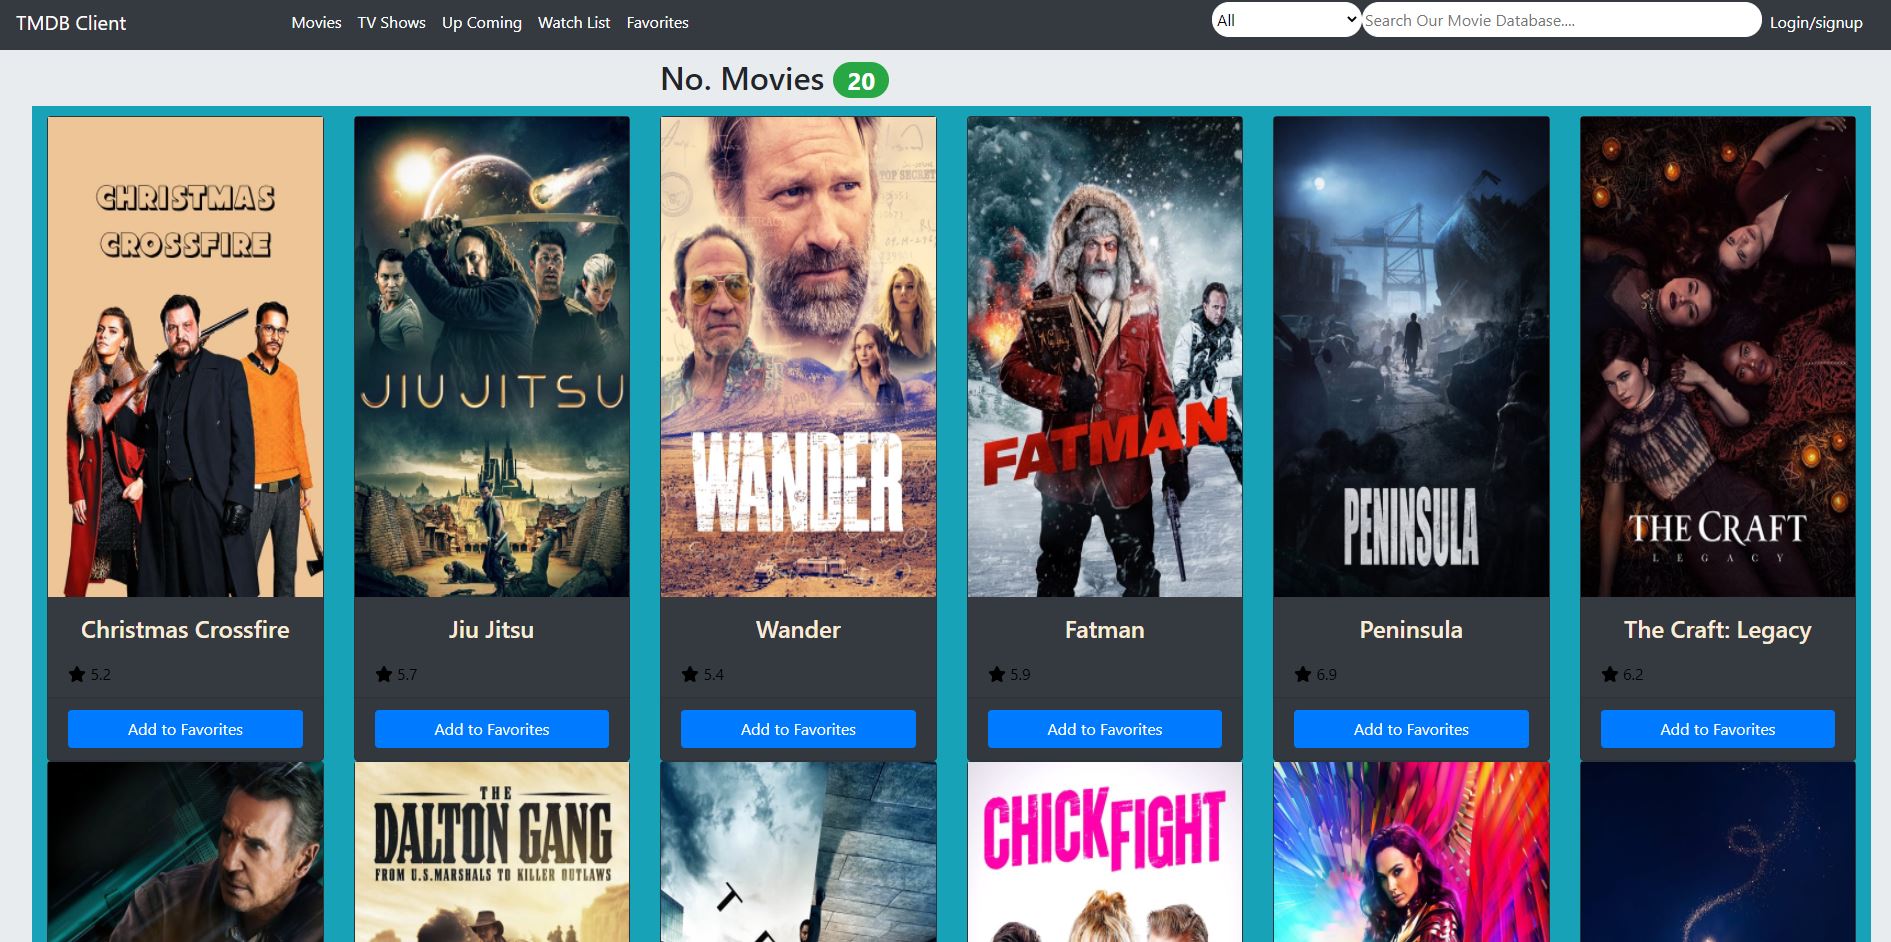 TMDB Client Movies TV Shows Up Coming Watch List Favorites All Search Our Movie Database.... Login/signup
No. Movies 20
CHRISTMAS
CROSSFIRE
JIU JITSU
TOP SECRET
WANDER
FATMAN
PENINSULA
THE CRAFT
LEGACY
Christmas Crossfire
Jiu Jitsu
Wander
Fatman
Peninsula
The Craft: Legacy
5.2
5.7
5.4
5.9
6.9
6.2
Add to Favorites
Add to Favorites
Add to Favorites
Add to Favorites
Add to Favorites
Add to Favorites
THE
DALTON GANG
FROM U.S. MARSHALS TO KILLER OUTLAWS
CHICK FIGHT